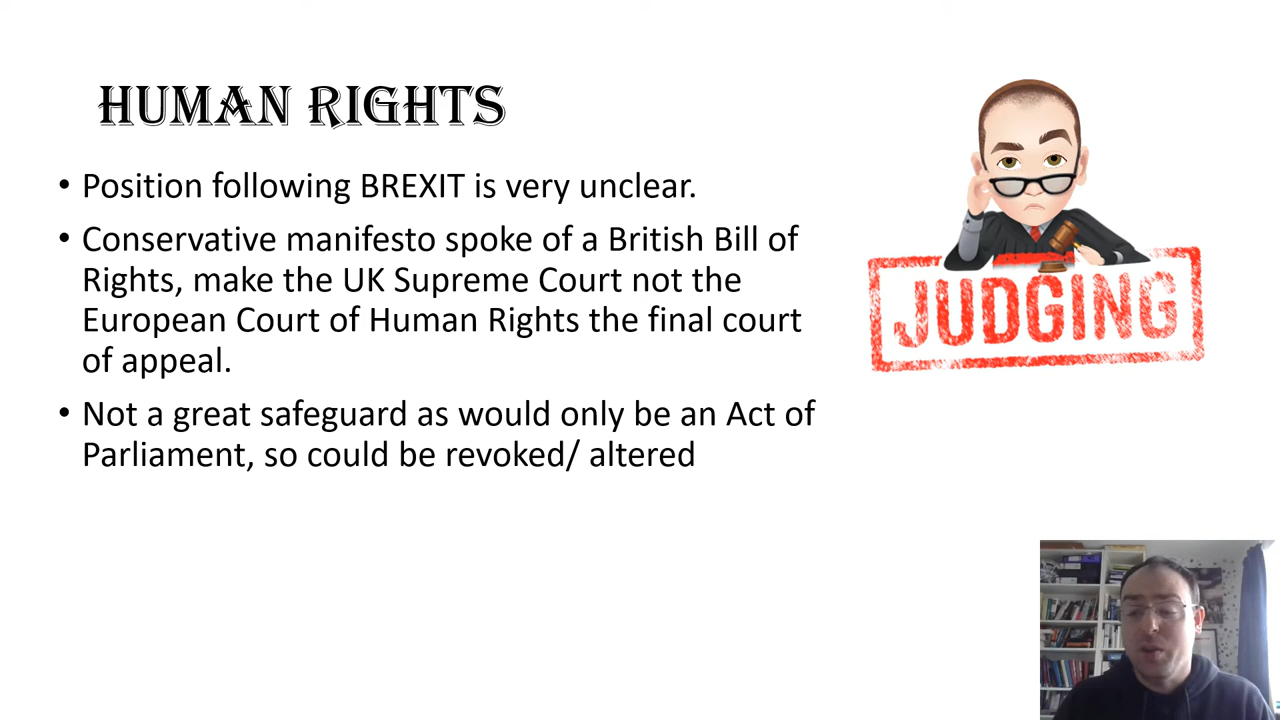 HUMAN RIGHTS
• Position following BREXIT is very unclear.
• Conservative manifesto spoke of a British Bill of
Rights, make the UK Supreme Court not the
European Court of Human Rights the final court
of appeal.
• Not a great safeguard as would only be an Act of
Parliament, so could be revoked/ altered
JUDGING